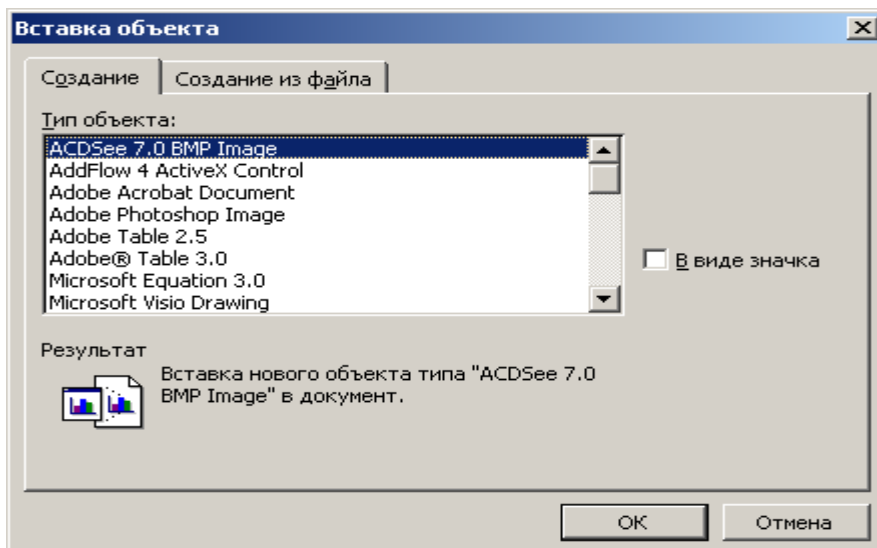 Вставка объекта
Создание
Создание из файла
Тип объекта:
ACDSee 7.0 BMP Image
AddFlow 4 ActiveX Control
Adobe Acrobat Document
Adobe Photoshop Image
Adobe Table 2.5
Adobe® Table 3.0
Microsoft Equation 3.0
Microsoft Visio Drawing
В виде значка
Результат
Вставка нового объекта типа "ACDSee 7.0
BMP Image" в документ.
OK
Отмена